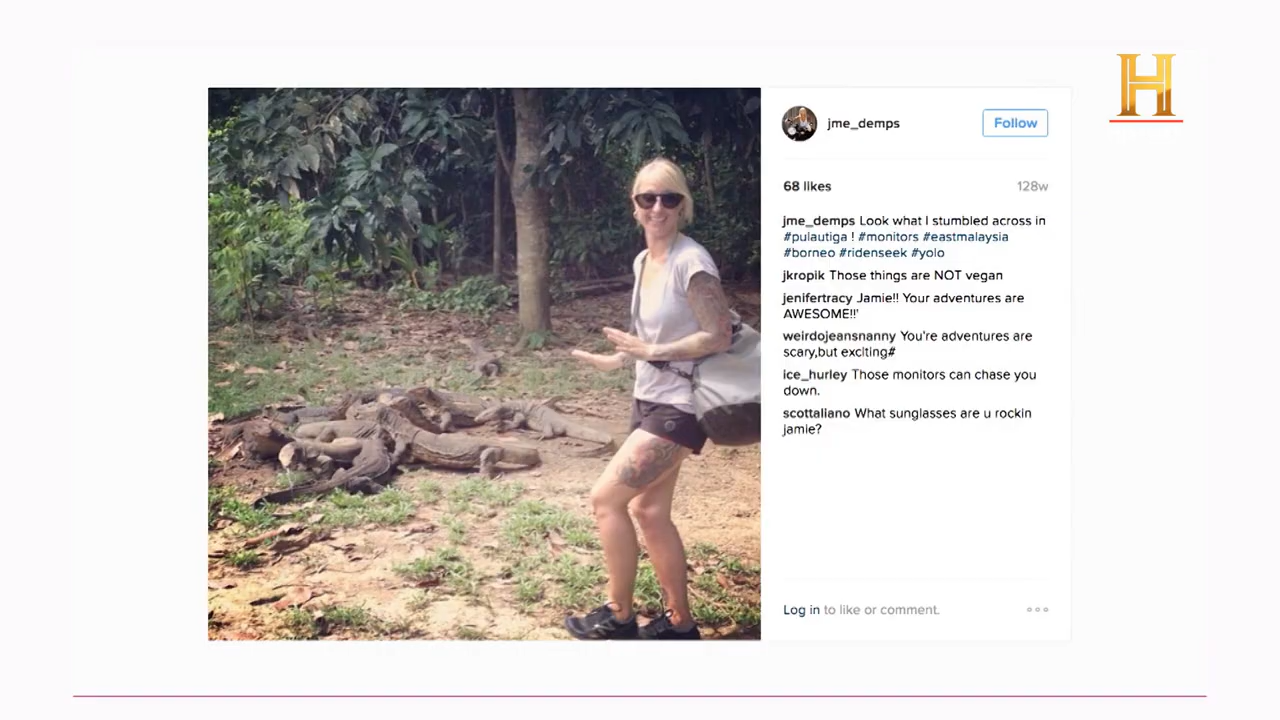 H
jme_demps
Follow
68 likes
128w
jme_demps Look what I stumbled across in
#pulautiga ! #monitors #eastmalaysia
#borneo #ridenseek #yolo
jkropik Those things are NOT vegan
jenifertracy Jamie!! Your adventures are
AWESOME!!'
weirdojeansnanny You're adventures are
scary,but exciting#
ice_hurley Those monitors can chase you
down.
scottaliano What sunglasses are u rockin
jamie?
Log in to like or comment.